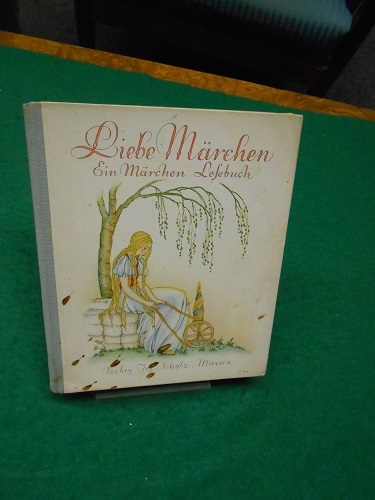 Liebe Märchen
Ein Märchen Lesebuch
Verlag Scholz, Mainz